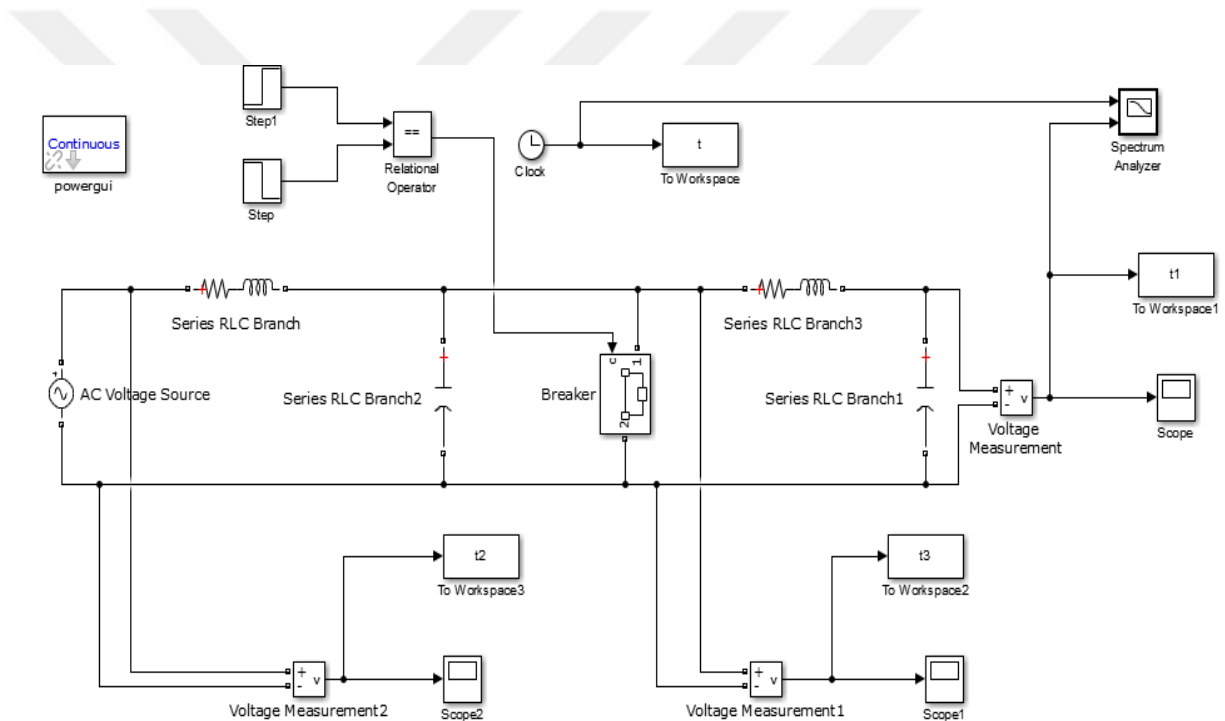 Step1
Continuous
powergui
==
Relational
Operator
Step
Clock
t
To Workspace
Spectrum
Analyzer
t1
To Workspace1
Series RLC Branch
Series RLC Branch3
+
AC Voltage Source
+
Series RLC Branch2
Breaker
c
1
2
+
Series RLC Branch1
+
-
v
Voltage
Measurement
Scope
t2
To Workspace3
t3
To Workspace2
+
-
v
Voltage Measurement2
Scope2
+
-
v
Voltage Measurement1
Scope1